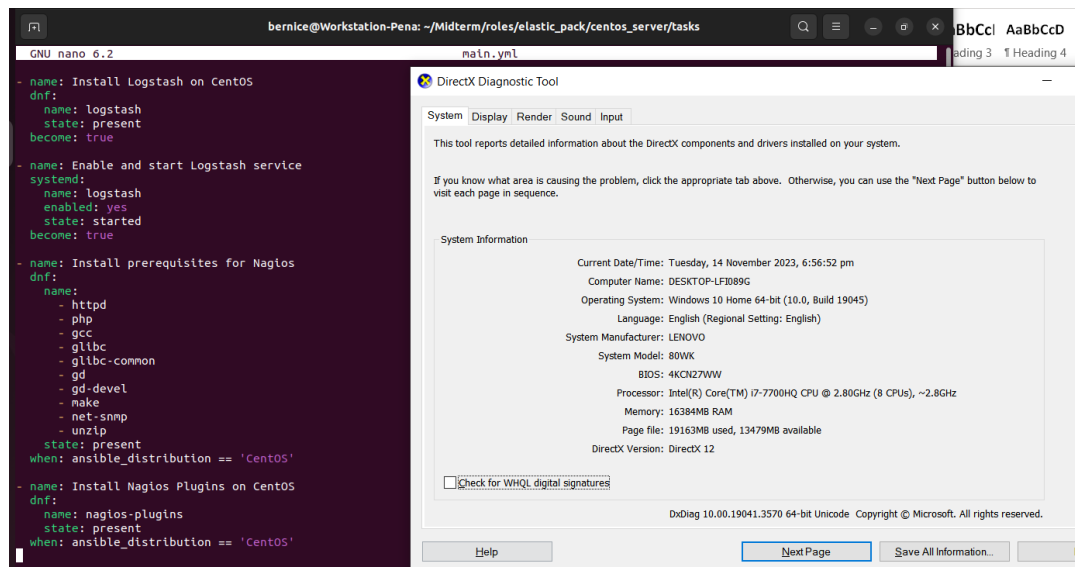 bernice@Workstation-Pena: ~/Midterm/roles/elastic_pack/centos_server/tasks
GNU nano 6.2 main.yml
- name: Install Logstash on CentOS
dnf:
name: logstash
state: present
become: true
- name: Enable and start Logstash service
systemd:
name: logstash
enabled: yes
state: started
become: true
- name: Install prerequisites for Nagios
dnf:
name:
- httpd
- php
- gcc
- glibc
- glibc-common
- gd
- gd-devel
- make
- net-snmp
- unzip
state: present
when: ansible_distribution == 'CentOS'
- name: Install Nagios Plugins on CentOS
dnf:
name: nagios-plugins
state: present
when: ansible_distribution == 'CentOS'
BbCcl AaBbCcD
ading 3 ¶ Heading 4
DirectX Diagnostic Tool
System Display Render Sound Input
This tool reports detailed information about the DirectX components and drivers installed on your system.
If you know what area is causing the problem, click the appropriate tab above. Otherwise, you can use the "Next Page" button below to
visit each page in sequence.
System Information
Current Date/Time: Tuesday, 14 November 2023, 6:56:52 pm
Computer Name: DESKTOP-LFI089G
Operating System: Windows 10 Home 64-bit (10.0, Build 19045)
Language: English (Regional Setting: English)
System Manufacturer: LENOVO
System Model: 80WK
BIOS: 4KCN27WW
Processor: Intel(R) Core(TM) i7-7700HQ CPU @ 2.80GHz (8 CPUs), ~2.8GHz
Memory: 16384MB RAM
Page file: 19163MB used, 13479MB available
DirectX Version: DirectX 12
Check for WHQL digital signatures
DxDiag 10.00.19041.3570 64-bit Unicode Copyright © Microsoft. All rights reserved.
Help Next Page Save All Information...